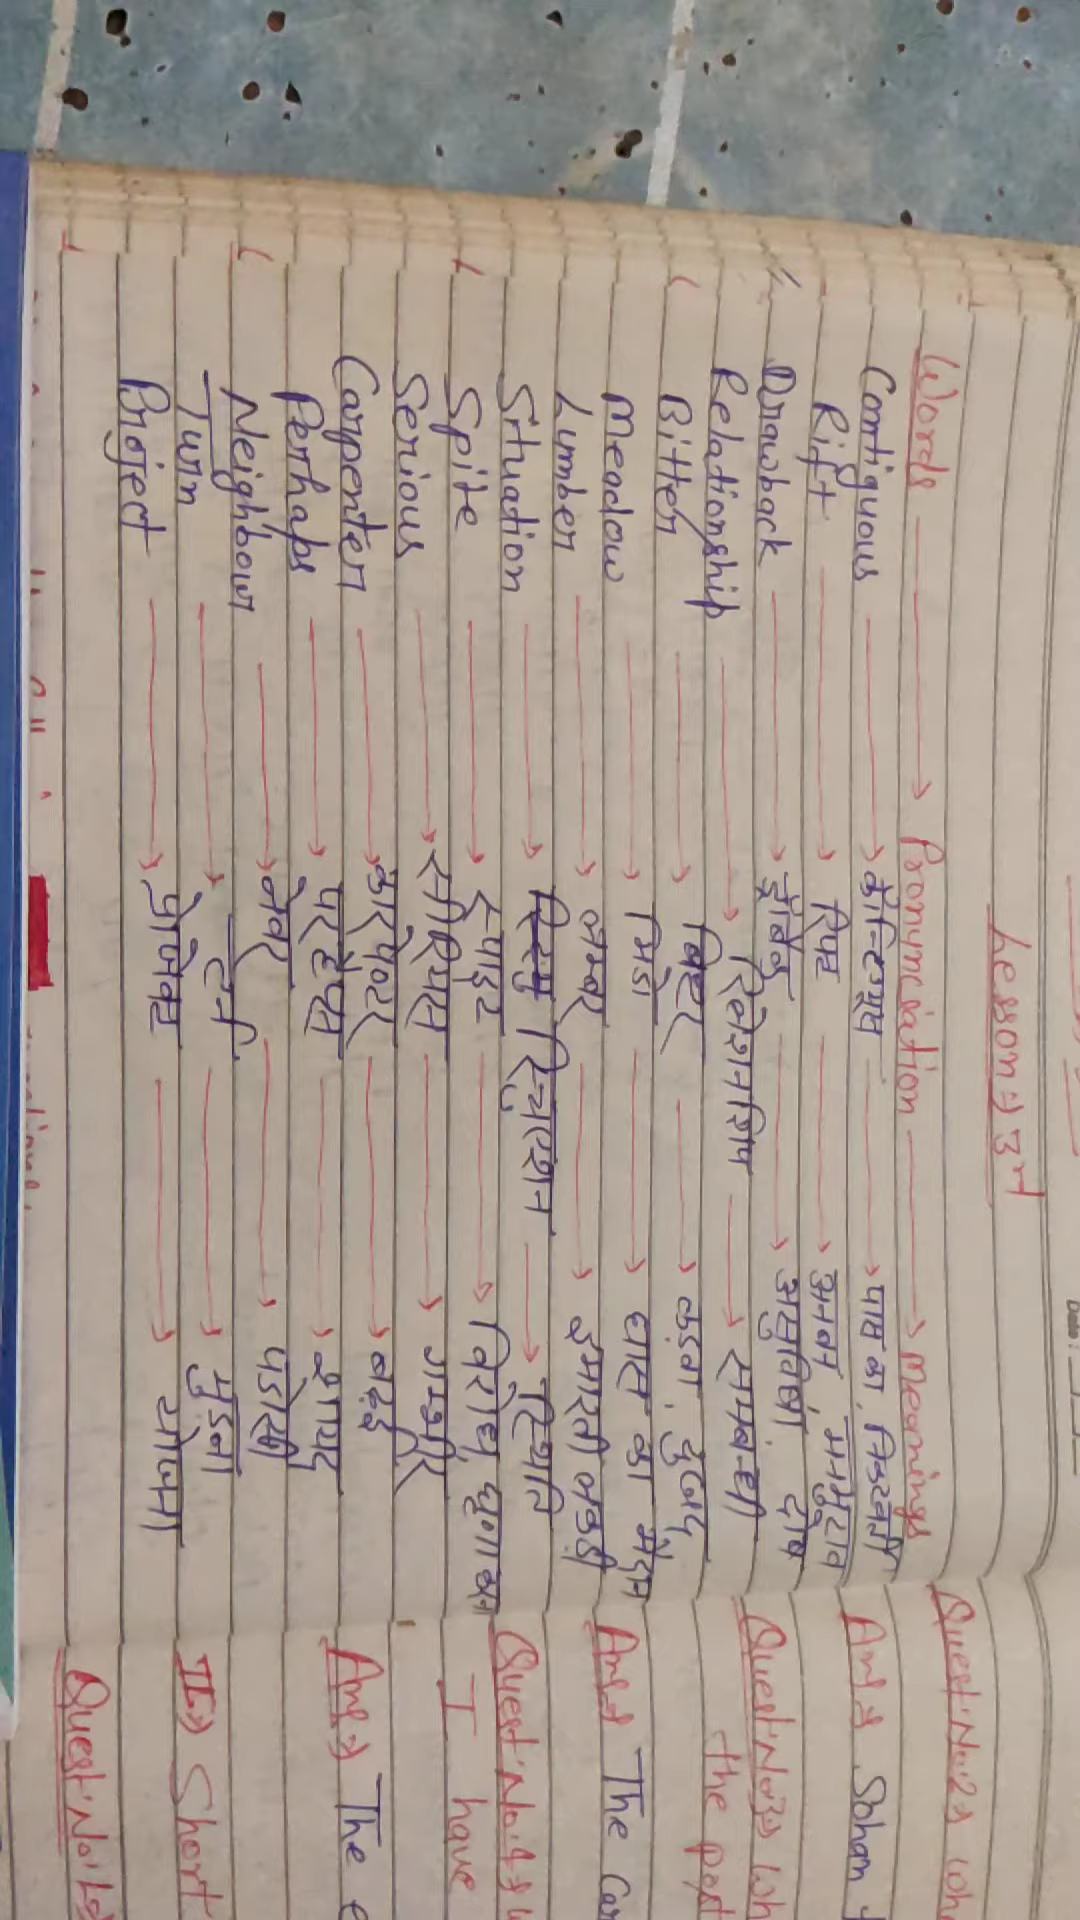 Lesson ⇒ 3rd
Words → Pronunciation → Meanings
Contiguous → कॉन्टिग्युस → पास का, निकटवर्ती
Rift → रिफ्ट → अनबन, मनमुटाव
Drawback → ड्रॉबैक → असुविधा, दोष
Relationship → रिलेशनशिप → सम्बन्धी
Bitter → बिटर → कड़वा, दुखद
Meadow → मिडो → घास का मैदान
Lumber → लम्बर → इमारती लकड़ी
Situation → सिचुएशन → स्थिति
Spite → स्पाइट → विरोध, घृणा
Serious → सीरियस → गम्भीर
Carpenter → कारपेंटर → बढ़ई
Perhaps → परहैप्स → शायद
Neighbour → नेबर → पड़ोसी
Turn → टर्न → मुड़ना
Project → प्रोजेक्ट → योजना
Quest.No.2⇒ Wh
Ans⇒ Soham
Quest.No.3⇒ Wh
the
Ans⇒ The Car
Quest.No.4⇒
I have
Ans⇒ The
II⇒ Short
Quest.No.1⇒